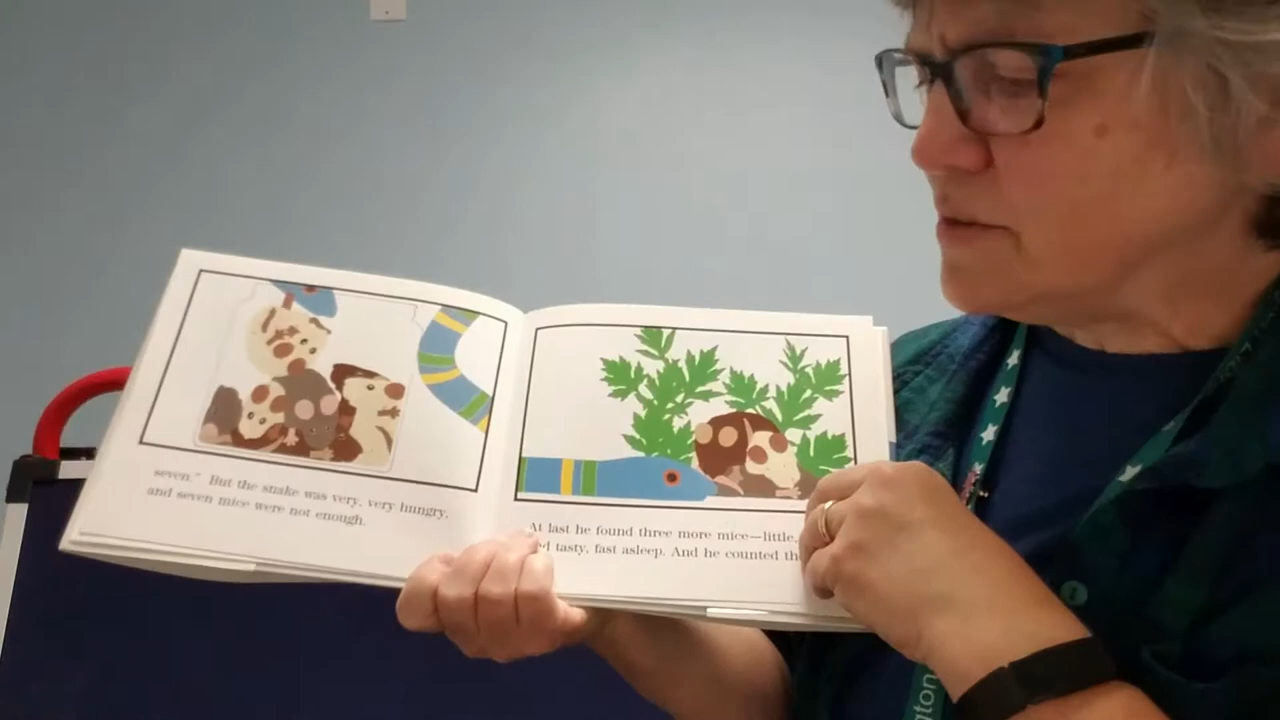 seven." But the snake was very, very hungry,
and seven mice were not enough.
At last he found three more mice—little,
tasty, fast asleep. And he counted